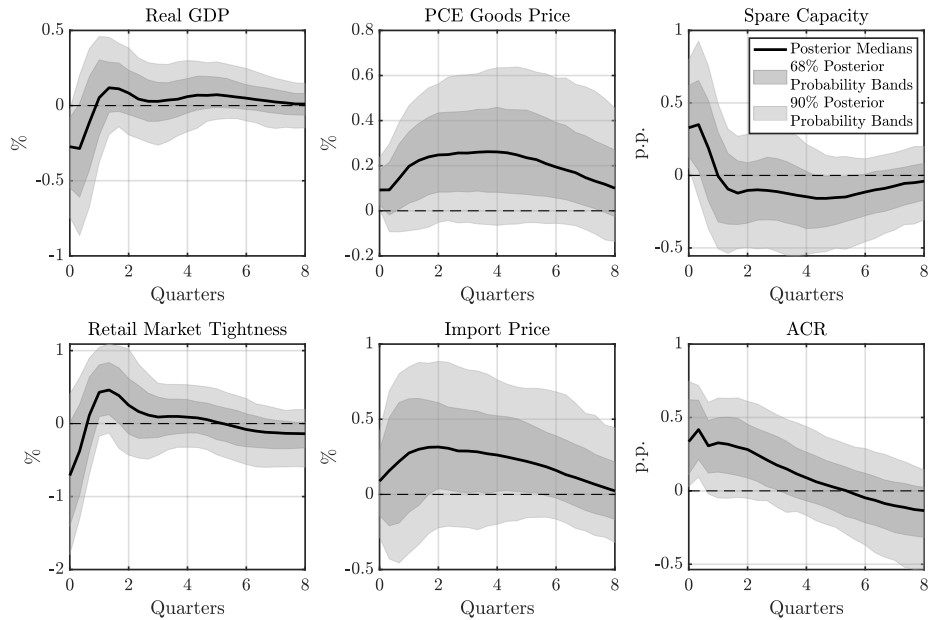 Real GDP
0.5
0
-0.5
-1
%
0 2 4 6 8
Quarters
PCE Goods Price
0.8
0.6
0.4
0.2
0
-0.2
%
0 2 4 6 8
Quarters
Spare Capacity
1
0.5
0
-0.5
p.p.
0 2 4 6 8
Quarters
Posterior Medians
68% Posterior
Probability Bands
90% Posterior
Probability Bands
Retail Market Tightness
1
0
-1
-2
%
0 2 4 6 8
Quarters
Import Price
1
0.5
0
-0.5
%
0 2 4 6 8
Quarters
ACR
1
0.5
0
-0.5
p.p.
0 2 4 6 8
Quarters